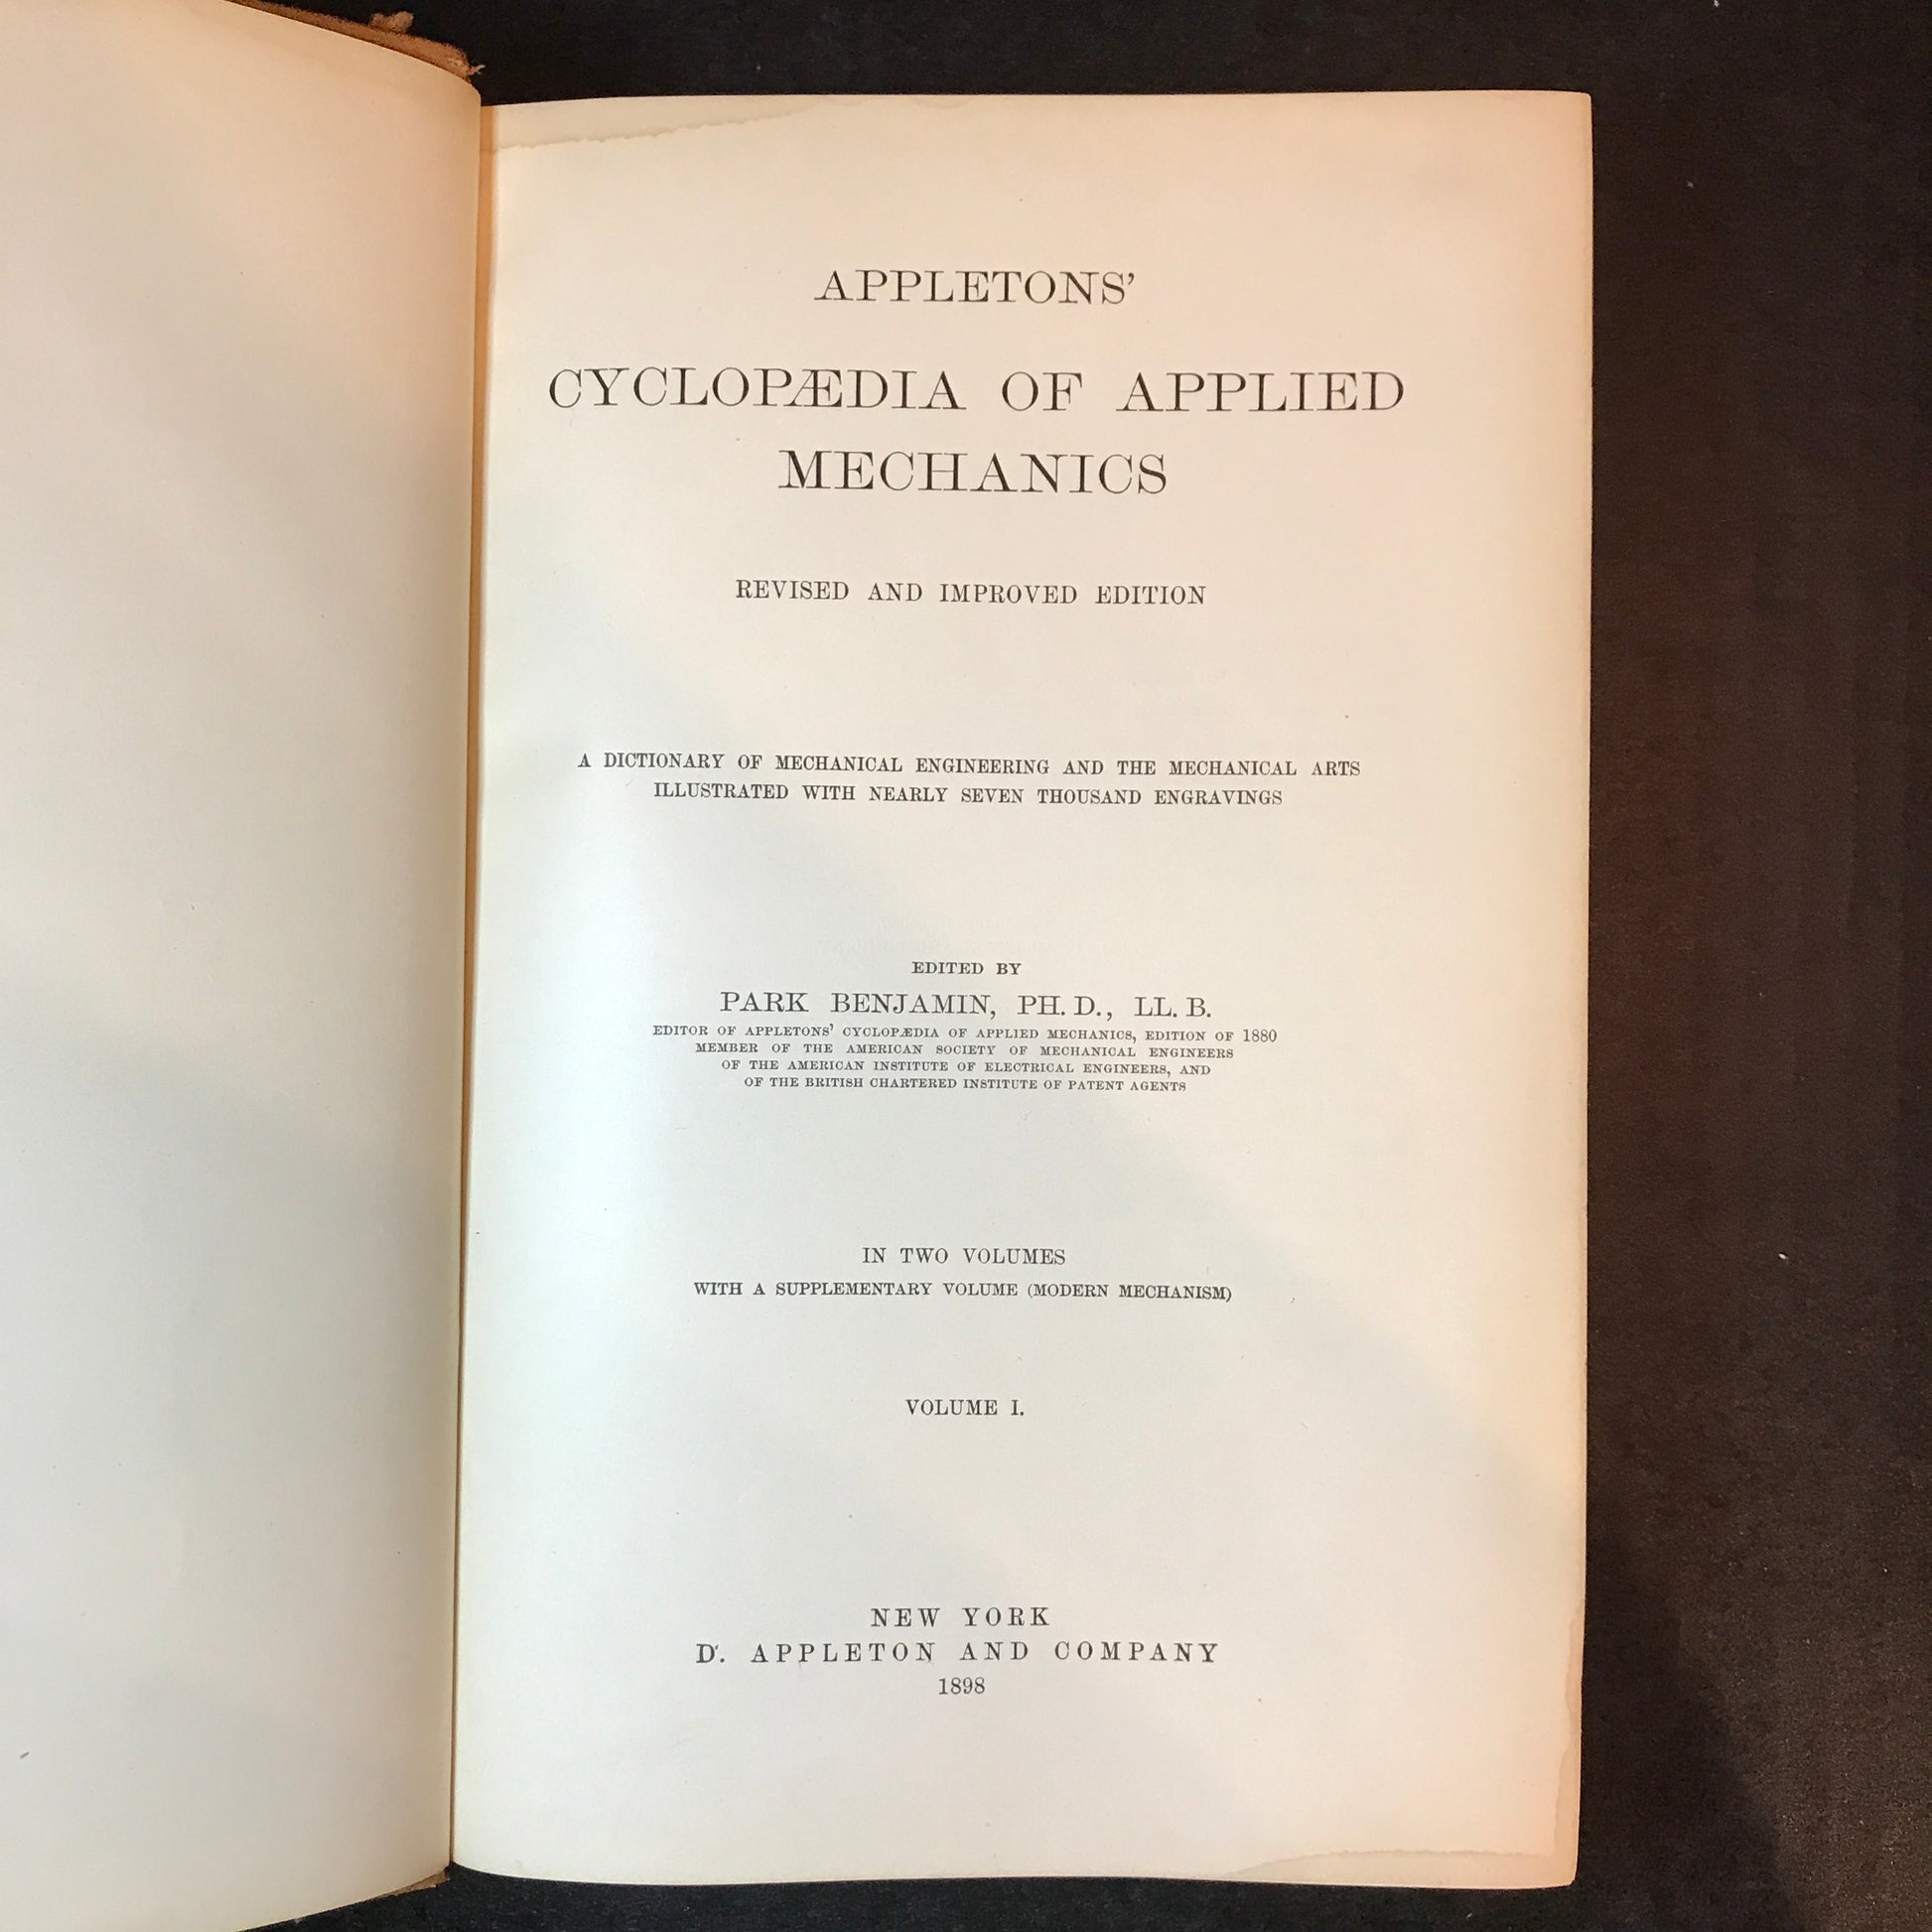 APPLETONS'
CYCLOPÆDIA OF APPLIED
MECHANICS
REVISED AND IMPROVED EDITION
A DICTIONARY OF MECHANICAL ENGINEERING AND THE MECHANICAL ARTS
ILLUSTRATED WITH NEARLY SEVEN THOUSAND ENGRAVINGS
EDITED BY
PARK BENJAMIN, PH. D., LL. B.
EDITOR OF APPLETONS' CYCLOPÆDIA OF APPLIED MECHANICS, EDITION OF 1880
MEMBER OF THE AMERICAN SOCIETY OF MECHANICAL ENGINEERS
OF THE AMERICAN INSTITUTE OF ELECTRICAL ENGINEERS, AND
OF THE BRITISH CHARTERED INSTITUTE OF PATENT AGENTS
IN TWO VOLUMES
WITH A SUPPLEMENTARY VOLUME (MODERN MECHANISM)
VOLUME I.
NEW YORK
D. APPLETON AND COMPANY
1898